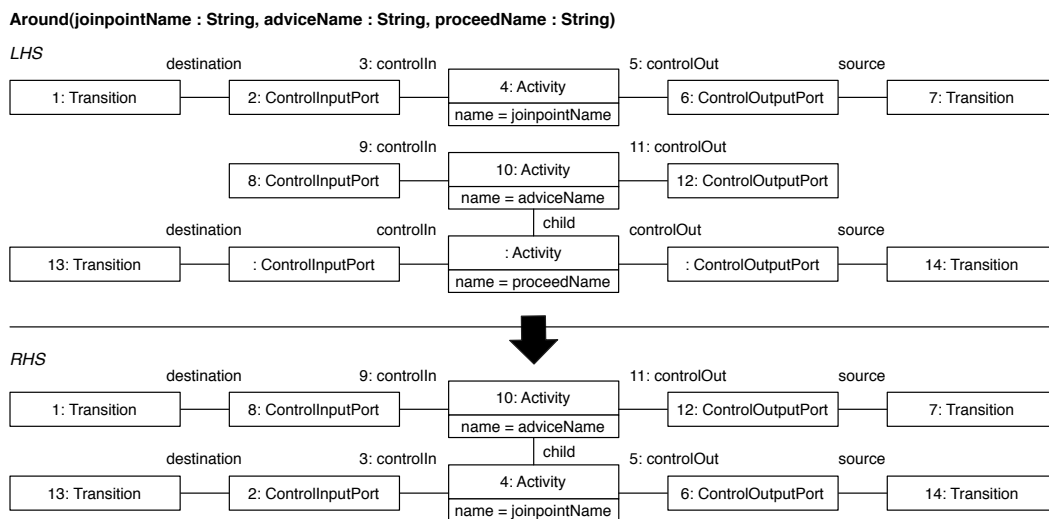 Around(joinpointName : String, adviceName : String, proceedName : String)
LHS
destination 3: controlIn 5: controlOut source
1: Transition 2: ControlInputPort 4: Activity 6: ControlOutputPort 7: Transition
name = joinpointName
9: controlIn 11: controlOut
8: ControlInputPort 10: Activity 12: ControlOutputPort
name = adviceName
child
destination controlIn controlOut source
13: Transition : ControlInputPort : Activity : ControlOutputPort 14: Transition
name = proceedName
RHS
destination 9: controlIn 11: controlOut source
1: Transition 8: ControlInputPort 10: Activity 12: ControlOutputPort 7: Transition
name = adviceName
child
destination 3: controlIn 5: controlOut source
13: Transition 2: ControlInputPort 4: Activity 6: ControlOutputPort 14: Transition
name = joinpointName